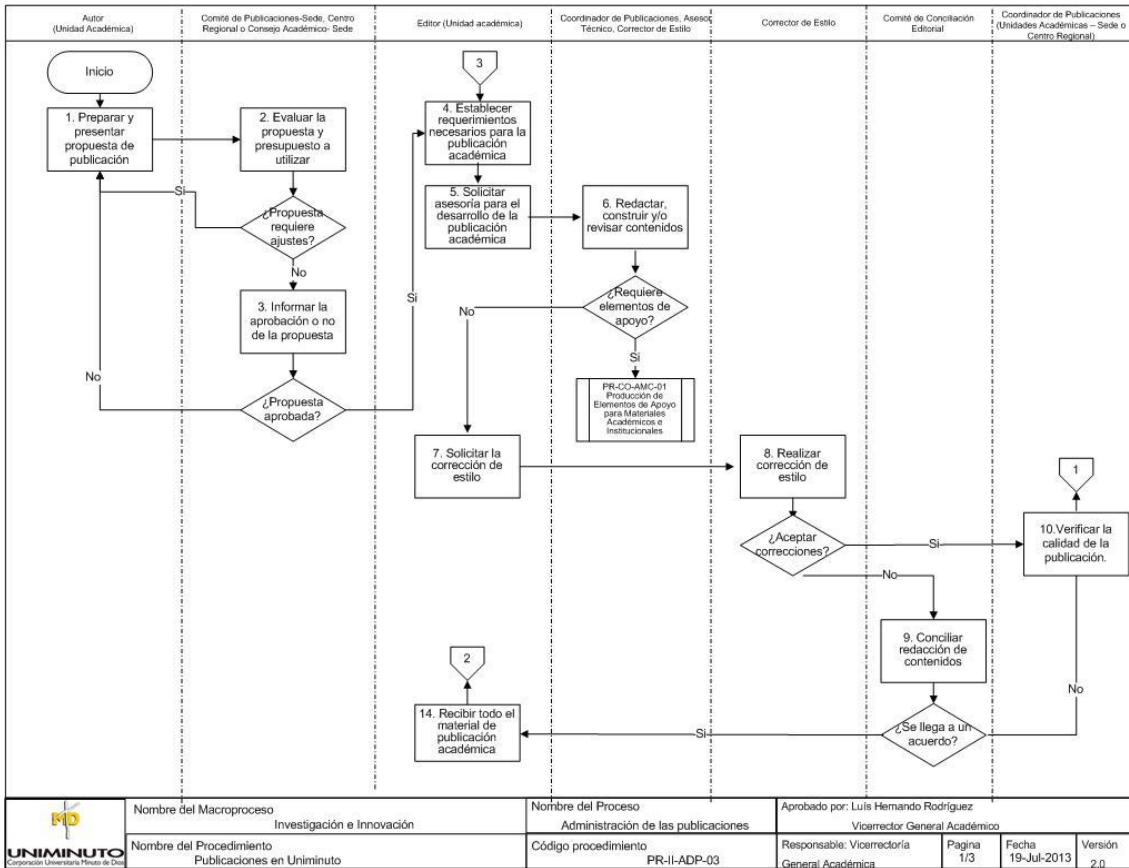 Autor
(Unidad Académica)
Comité de Publicaciones-Sede, Centro
Regional o Consejo Académico- Sede
Editor (Unidad académica)
Coordinador de Publicaciones, Asesor
Técnico, Corrector de Estilo
Corrector de Estilo
Comité de Conciliación
Editorial
Coordinador de Publicaciones
(Unidades Académicas – Sede o
Centro Regional)
Inicio
3
1. Preparar y
presentar
propuesta de
publicación
2. Evaluar la
propuesta y
presupuesto a
utilizar
4. Establecer
requerimientos
necesarios para la
publicación
académica
Si
¿Propuesta
requiere
ajustes?
No
5. Solicitar
asesoría para el
desarrollo de la
publicación
académica
6. Redactar,
construir y/o
revisar contenidos
3. Informar la
aprobación o no
de la propuesta
Si
No
¿Requiere
elementos de
apoyo?
Si
No
¿Propuesta
aprobada?
PR-CO-AMC-01
Producción de
Elementos de Apoyo
para Materiales
Académicos e
Institucionales
7. Solicitar la
corrección de
estilo
8. Realizar
corrección de
estilo
1
¿Aceptar
correcciones?
Si
10.Verificar la
calidad de la
publicación.
No
9. Conciliar
redacción de
contenidos
2
No
14. Recibir todo el
material de
publicación
académica
Si
¿Se llega a un
acuerdo?
MD
UNIMINUTO
Corporación Universitaria Minuto de Dios
Nombre del Macroproceso
Investigación e Innovación
Nombre del Proceso
Administración de las publicaciones
Aprobado por: Luís Hernando Rodríguez
Vicerrector General Académico
Nombre del Procedimiento
Publicaciones en Uniminuto
Código procedimiento
PR-II-ADP-03
Responsable: Vicerrectoría
General Académica
Pagina
1/3
Fecha
19-Jul-2013
Versión
2.0